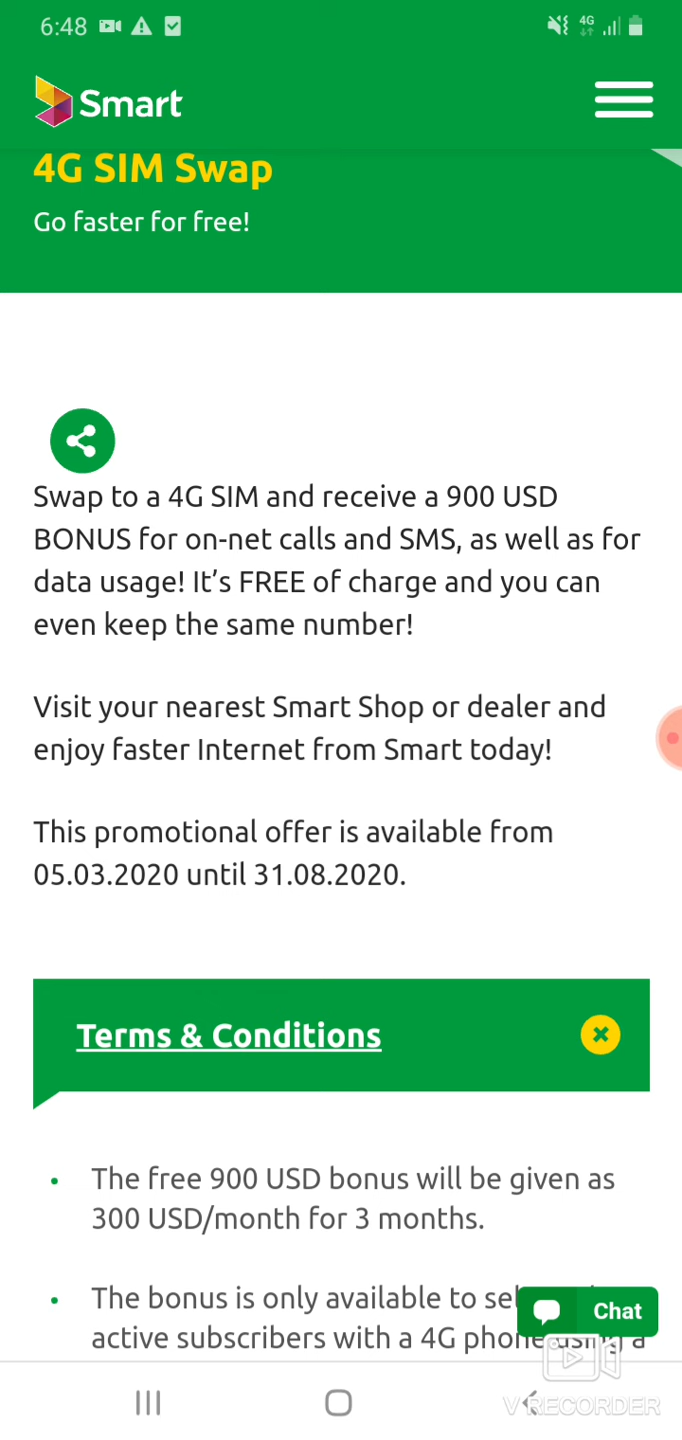 6:48
4G
Smart
4G SIM Swap
Go faster for free!
Swap to a 4G SIM and receive a 900 USD
BONUS for on-net calls and SMS, as well as for
data usage! It's FREE of charge and you can
even keep the same number!
Visit your nearest Smart Shop or dealer and
enjoy faster Internet from Smart today!
This promotional offer is available from
05.03.2020 until 31.08.2020.
Terms & Conditions
• The free 900 USD bonus will be given as
300 USD/month for 3 months.
• The bonus is only available to
Chat
active subscribers with a 4G phone using a
V RECORDER